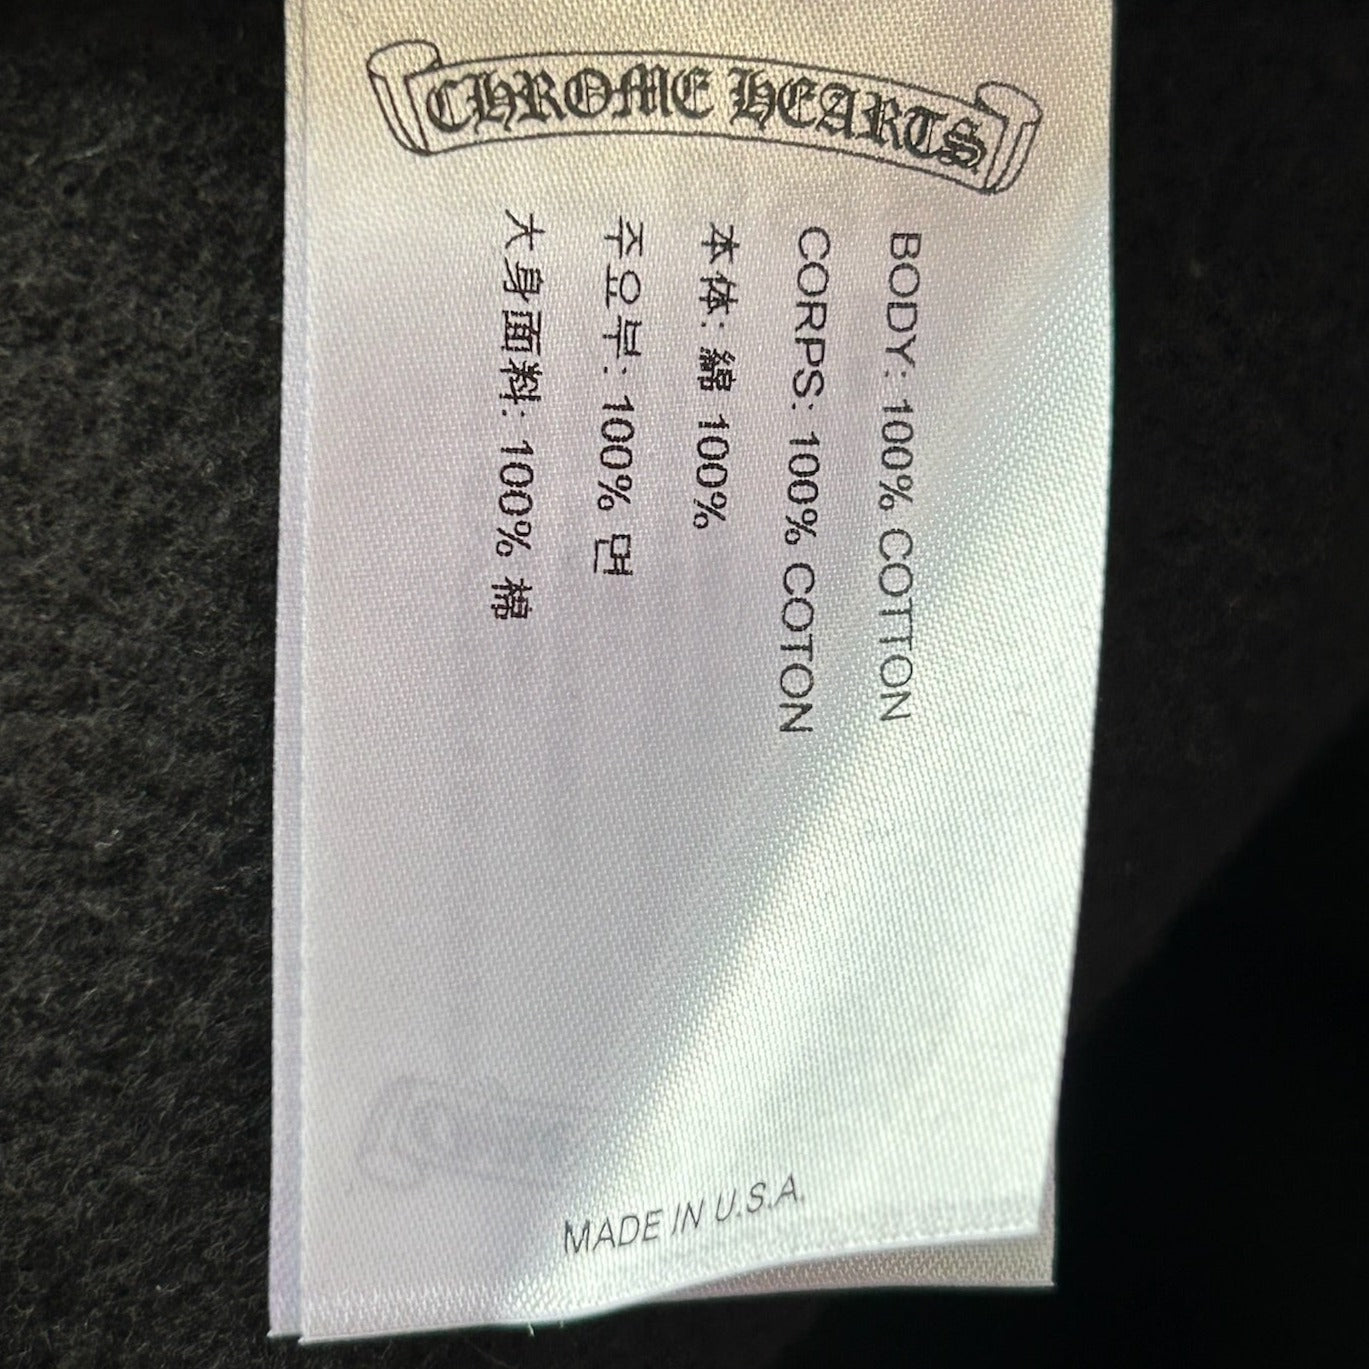 CHROME HEARTS
BODY: 100% COTTON
CORPS: 100% COTON
本体: 綿 100%
주요부: 100% 면
大身面料: 100% 棉
MADE IN U.S.A.